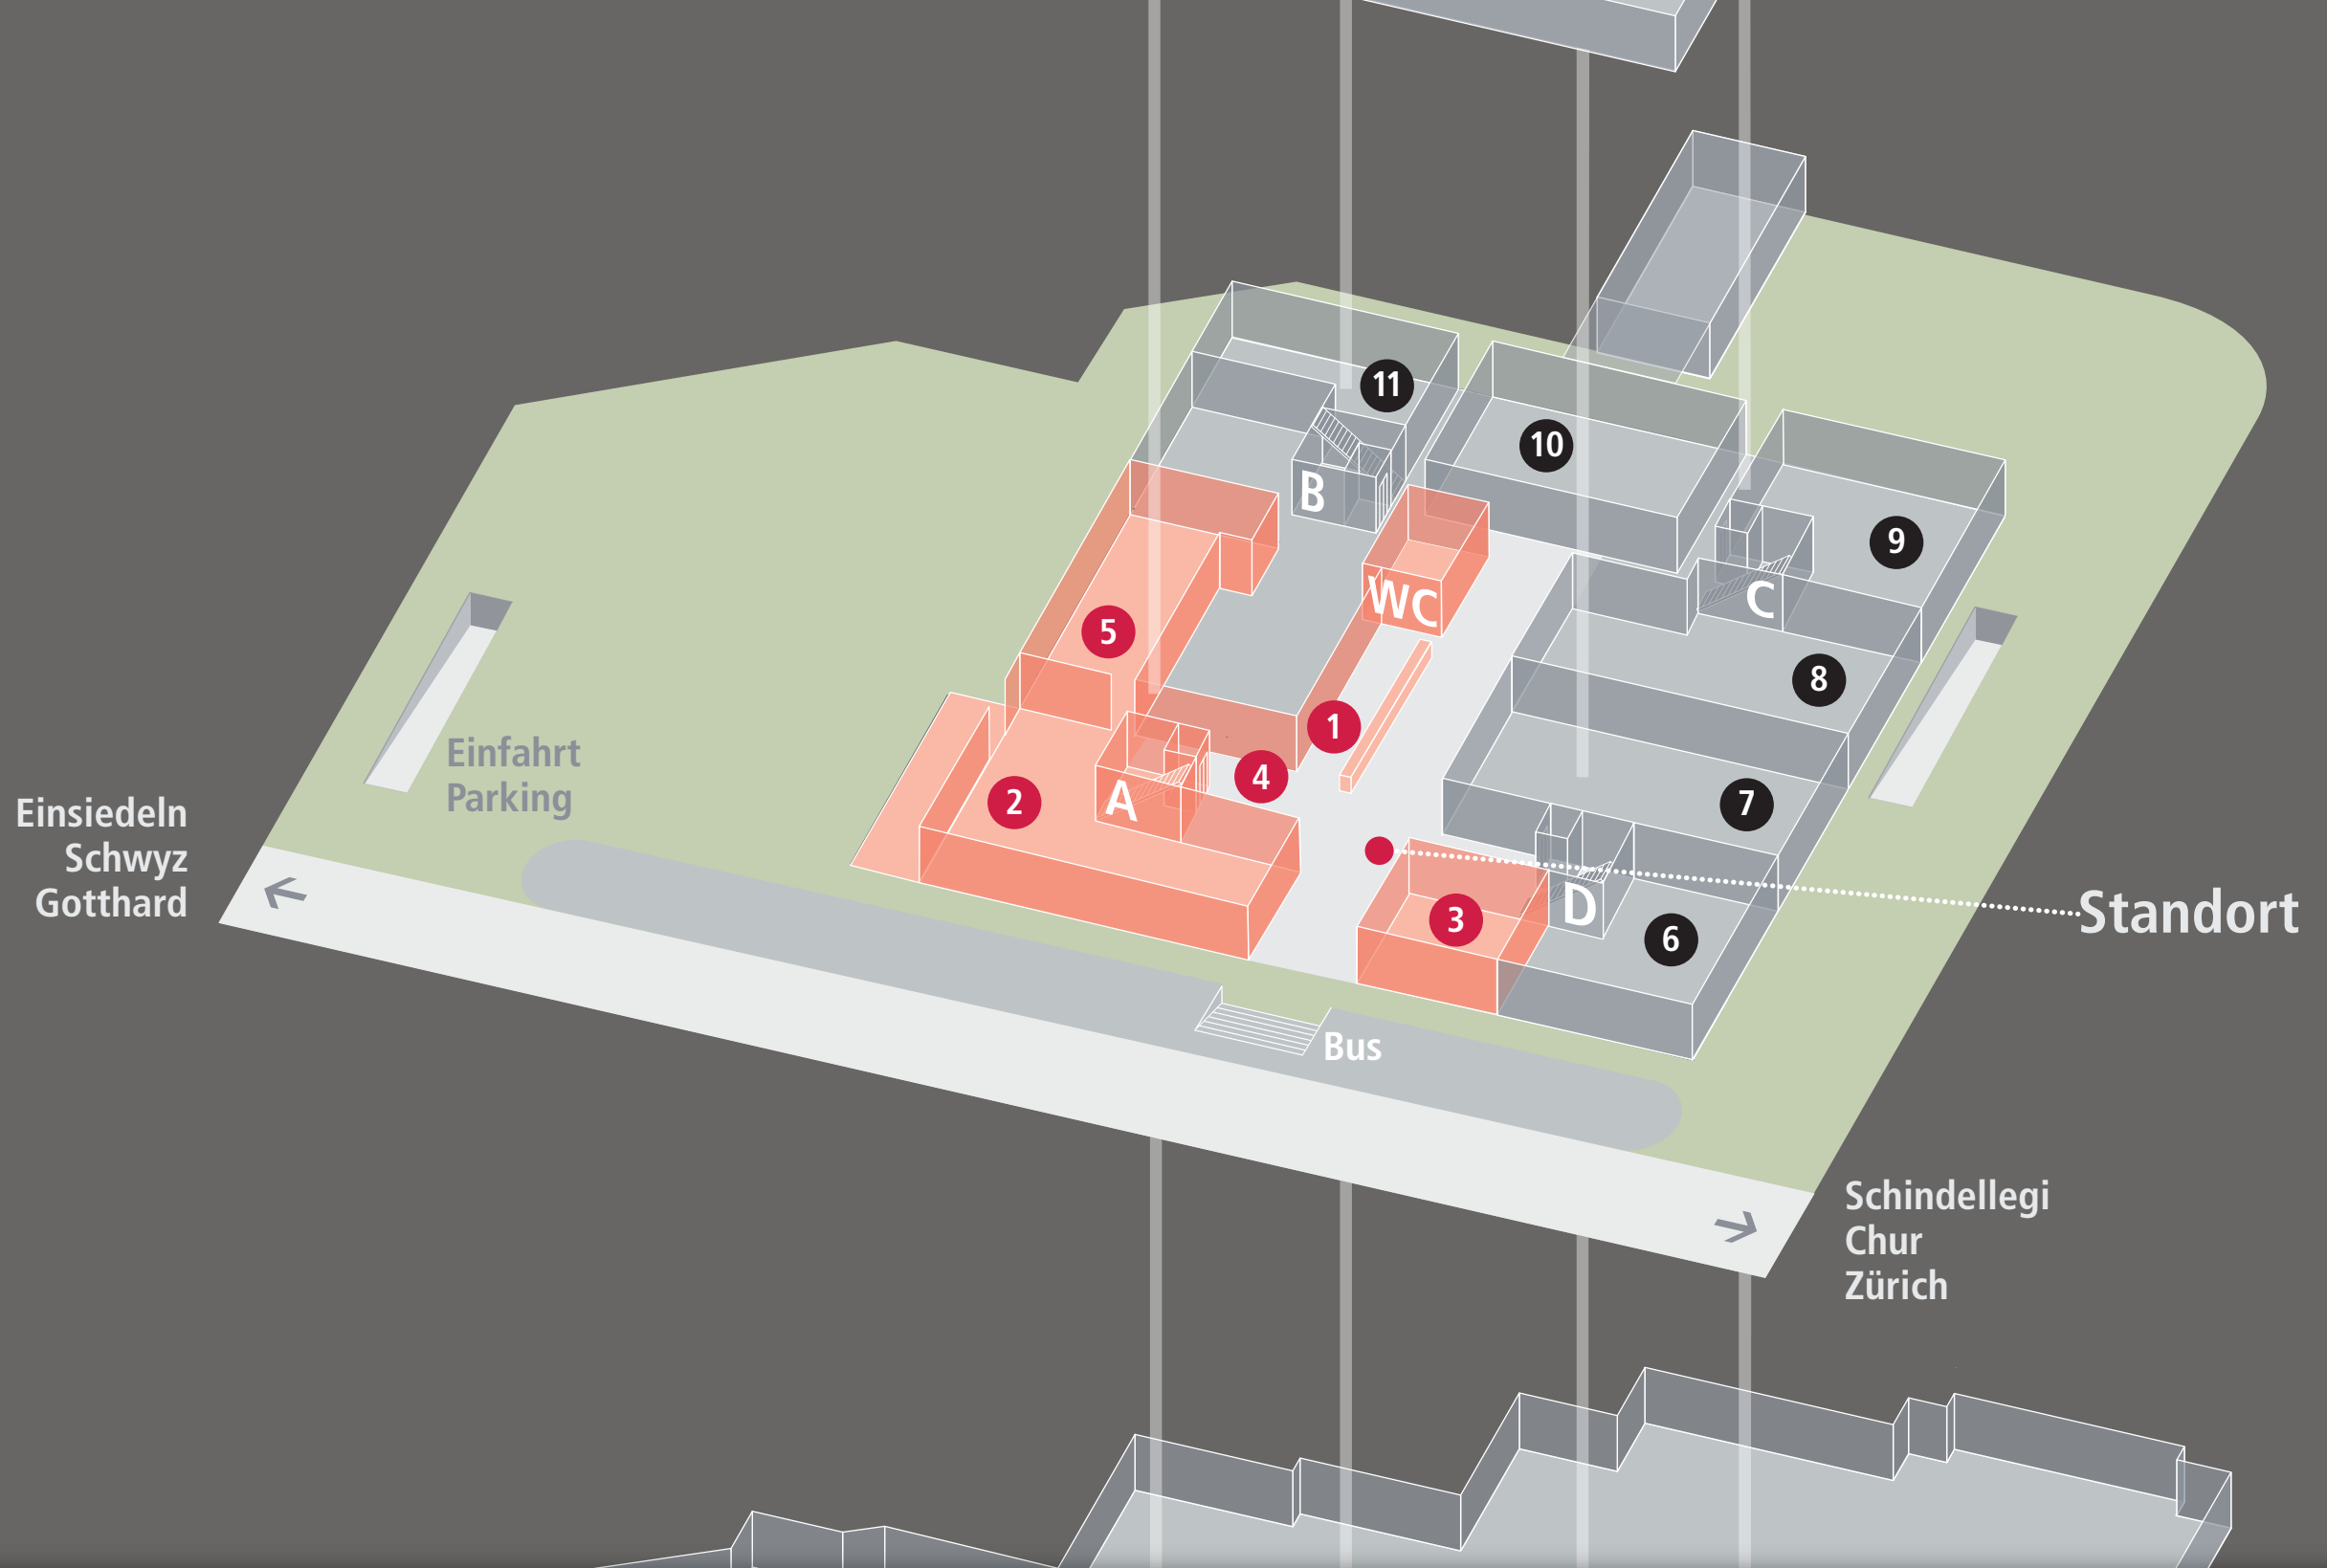 11
10
B
9
WC
C
5
8
1
Einfahrt
Parking
4
2
A
7
Einsiedeln
Schwyz
Gotthard
3
D
6
Standort
Bus
Schindellegi
Chur
Zürich